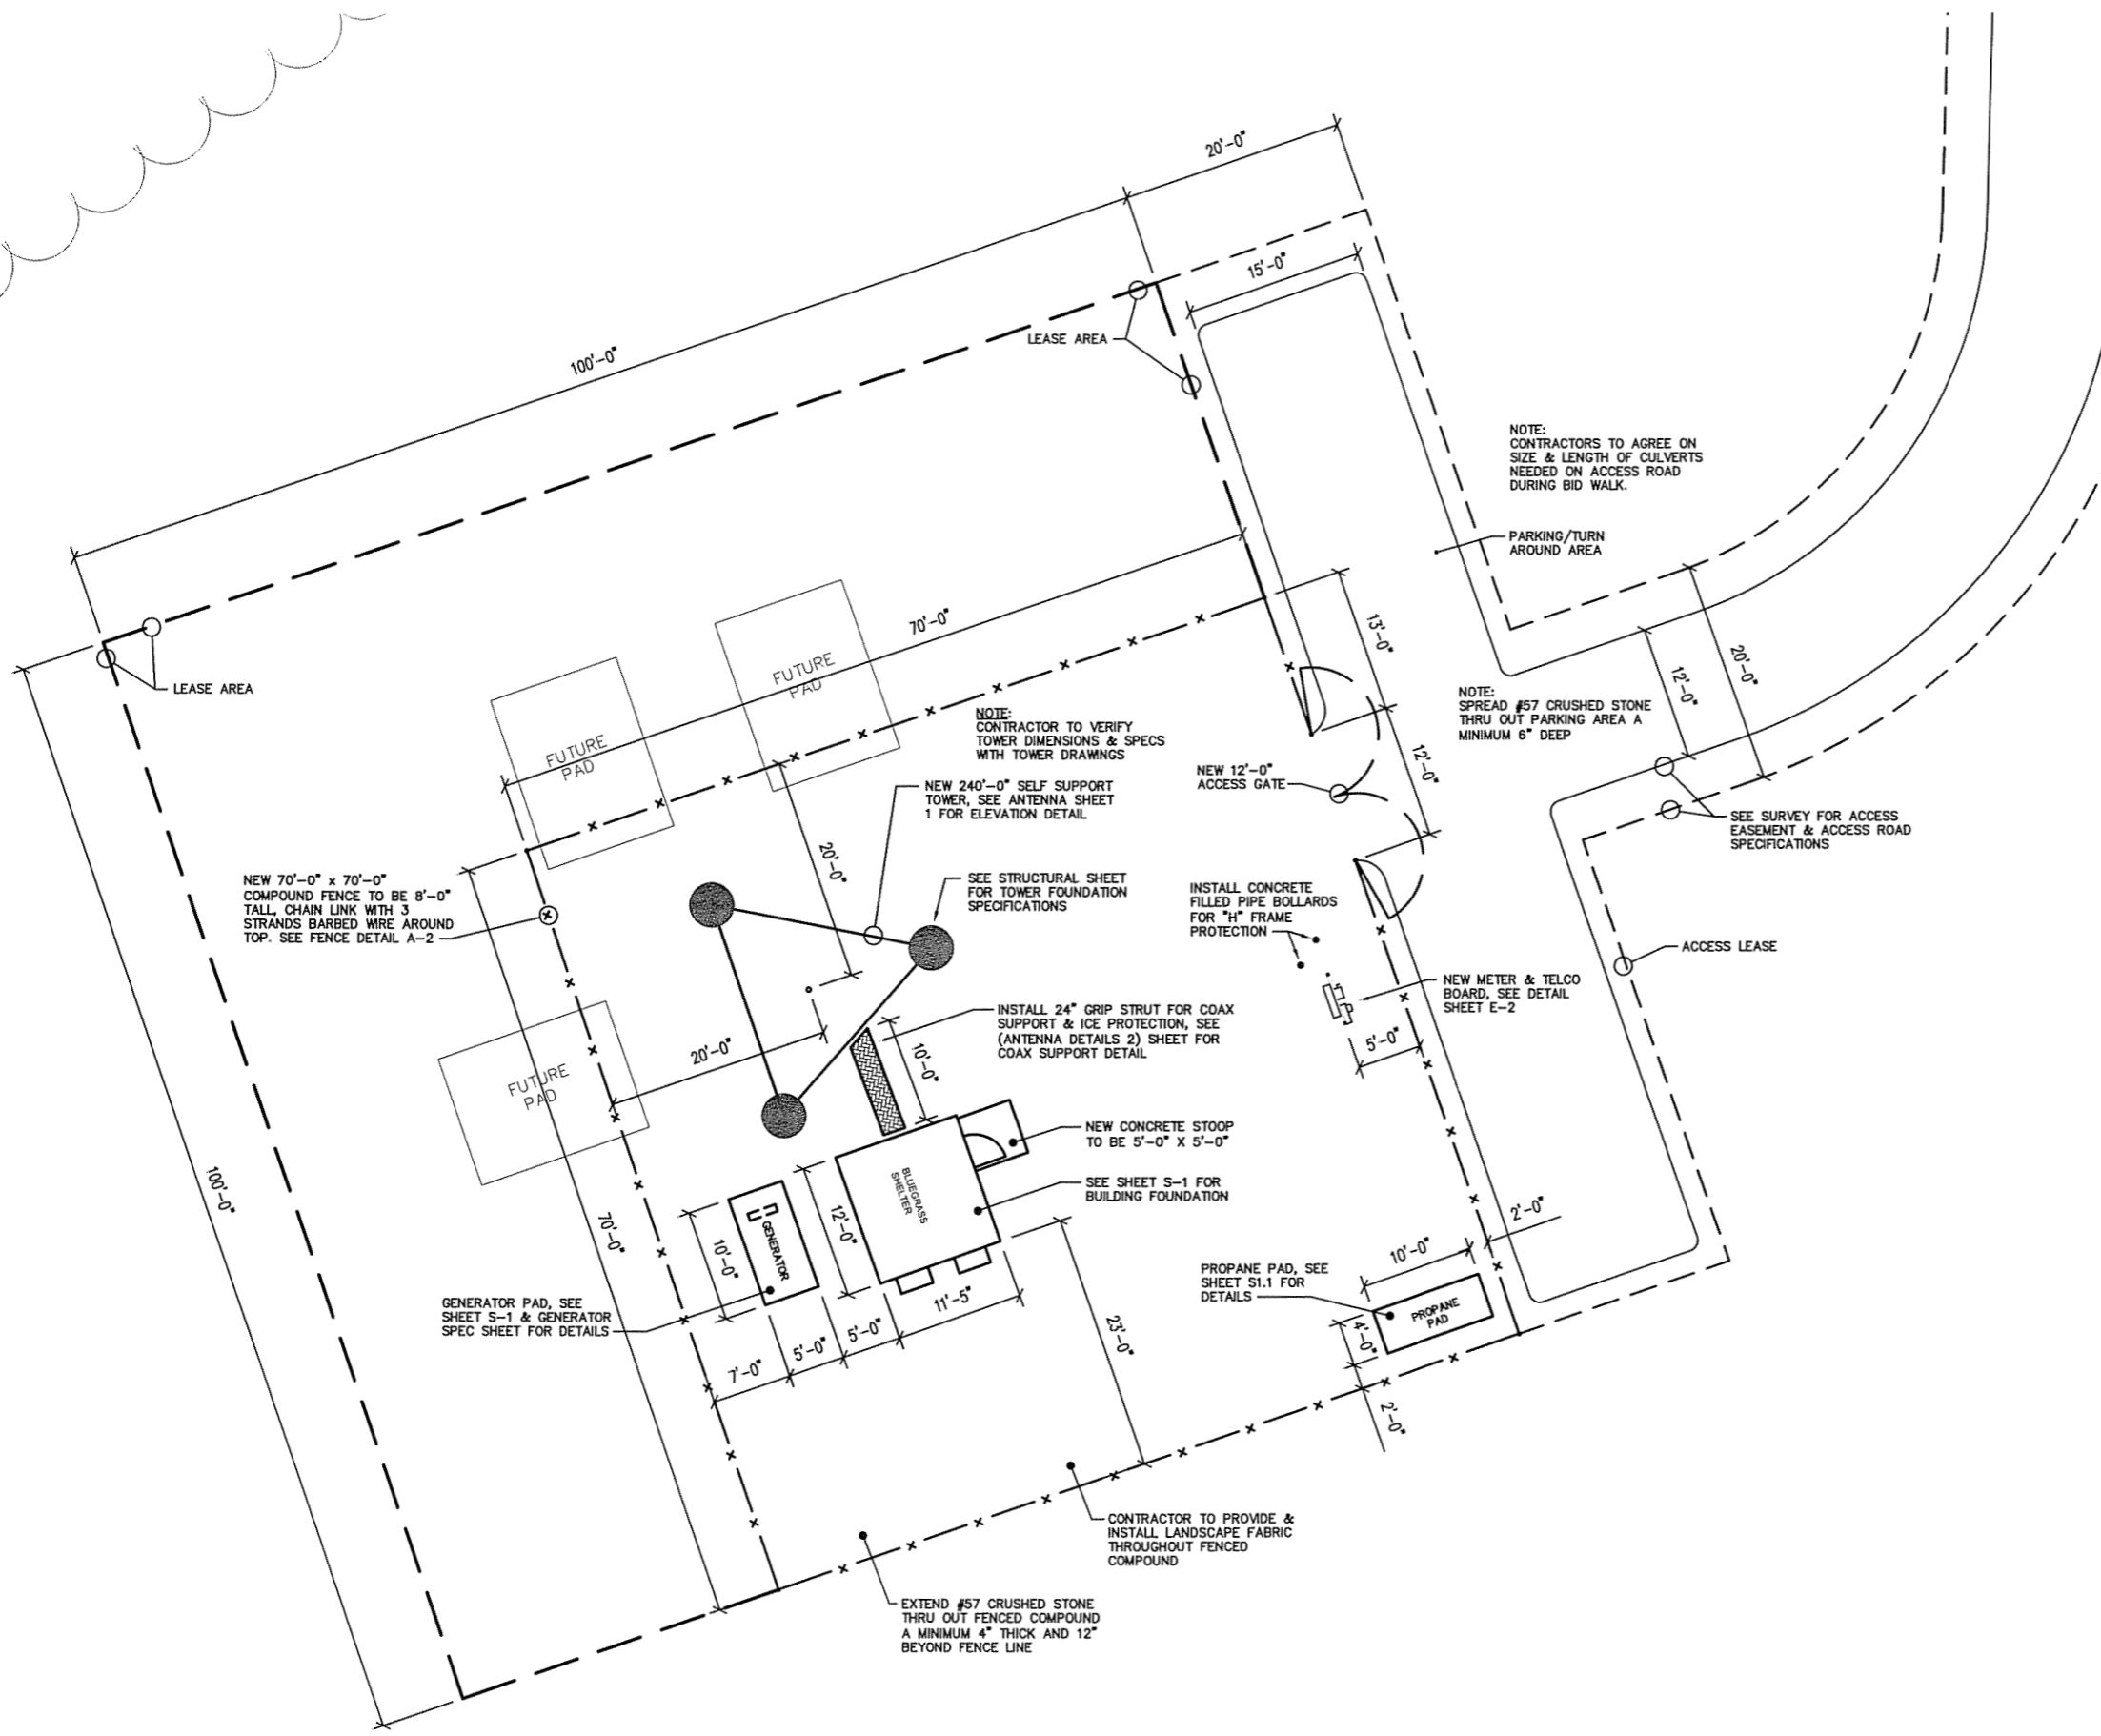 20'-0"
15'-0"
100'-0"
LEASE AREA
NOTE:
CONTRACTORS TO AGREE ON
SIZE & LENGTH OF CULVERTS
NEEDED ON ACCESS ROAD
DURING BID WALK.
PARKING/TURN
AROUND AREA
LEASE AREA
70'-0"
13'-0"
20'-0"
12'-0"
FUTURE
PAD
FUTURE
PAD
NOTE:
CONTRACTOR TO VERIFY
TOWER DIMENSIONS & SPECS
WITH TOWER DRAWINGS
NOTE:
SPREAD #57 CRUSHED STONE
THRU OUT PARKING AREA A
MINIMUM 6" DEEP
12'-0"
NEW 12'-0"
ACCESS GATE
NEW 240'-0" SELF SUPPORT
TOWER, SEE ANTENNA SHEET
1 FOR ELEVATION DETAIL
SEE SURVEY FOR ACCESS
EASEMENT & ACCESS ROAD
SPECIFICATIONS
20'-0"
NEW 70'-0" x 70'-0"
COMPOUND FENCE TO BE 8'-0"
TALL, CHAIN LINK WITH 3
STRANDS BARBED WIRE AROUND
TOP. SEE FENCE DETAIL A-2
SEE STRUCTURAL SHEET
FOR TOWER FOUNDATION
SPECIFICATIONS
INSTALL CONCRETE
FILLED PIPE BOLLARDS
FOR "H" FRAME
PROTECTION
ACCESS LEASE
NEW METER & TELCO
BOARD, SEE DETAIL
SHEET E-2
INSTALL 24" GRIP STRUT FOR COAX
SUPPORT & ICE PROTECTION, SEE
(ANTENNA DETAILS 2) SHEET FOR
COAX SUPPORT DETAIL
5'-0"
20'-0"
10'-0"
FUTURE
PAD
NEW CONCRETE STOOP
TO BE 5'-0" X 5'-0"
SEE SHEET S-1 FOR
BUILDING FOUNDATION
BLUEGRASS
SHELTER
100'-0"
70'-0"
10'-0"
GENERATOR
12'-0"
2'-0"
10'-0"
PROPANE PAD, SEE
SHEET S1.1 FOR
DETAILS
PROPANE
PAD
GENERATOR PAD, SEE
SHEET S-1 & GENERATOR
SPEC SHEET FOR DETAILS
11'-5"
5'-0"
5'-0"
7'-0"
23'-0"
4'-0"
2'-0"
CONTRACTOR TO PROVIDE &
INSTALL LANDSCAPE FABRIC
THROUGHOUT FENCED
COMPOUND
EXTEND #57 CRUSHED STONE
THRU OUT FENCED COMPOUND
A MINIMUM 4" THICK AND 12"
BEYOND FENCE LINE